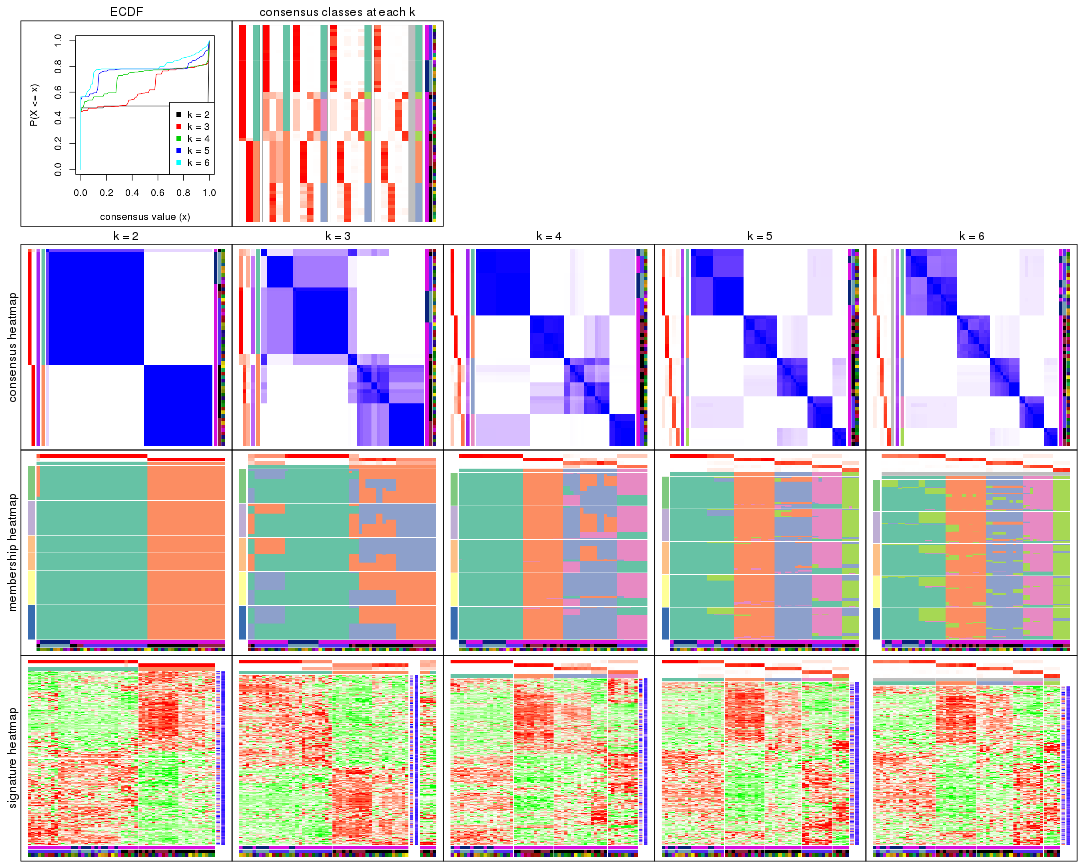 ECDF
consensus classes at each k
P(X <= x)
0.0 0.2 0.4 0.6 0.8 1.0
k = 2
k = 3
k = 4
k = 5
k = 6
0.0 0.2 0.4 0.6 0.8 1.0
consensus value (x)
k = 2
k = 3
k = 4
k = 5
k = 6
consensus heatmap
membership heatmap
signature heatmap